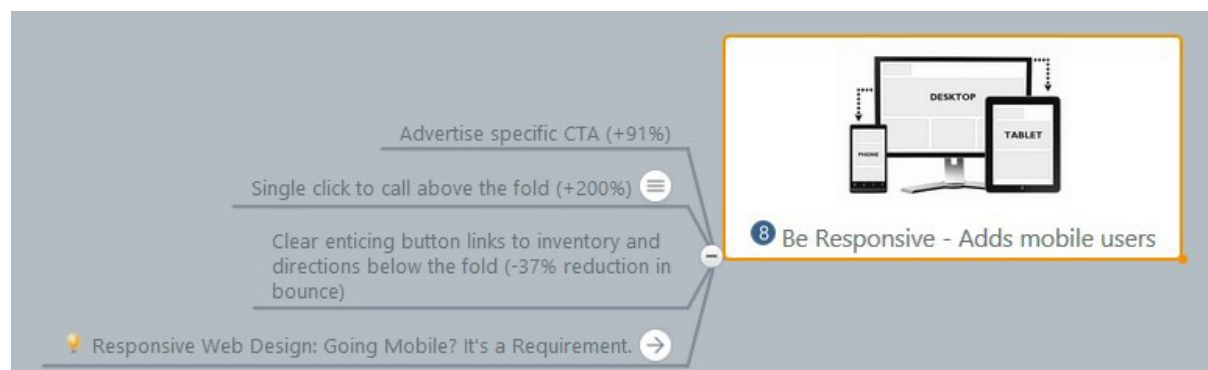 DESKTOP
TABLET
PHONE
8 Be Responsive - Adds mobile users
Advertise specific CTA (+91%)
Single click to call above the fold (+200%)
Clear enticing button links to inventory and
directions below the fold (-37% reduction in
bounce)
Responsive Web Design: Going Mobile? It's a Requirement.